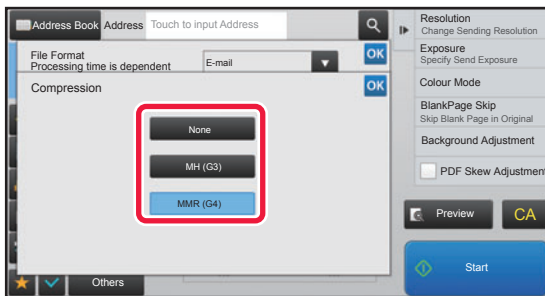 Address Book
Address
Touch to input Address
File Format
Processing time is dependent
E-mail
OK
Compression
OK
None
MH (G3)
MMR (G4)
Others
Resolution
Change Sending Resolution
Exposure
Specify Send Exposure
Colour Mode
BlankPage Skip
Skip Blank Page in Original
Background Adjustment
PDF Skew Adjustment
Preview
CA
Start